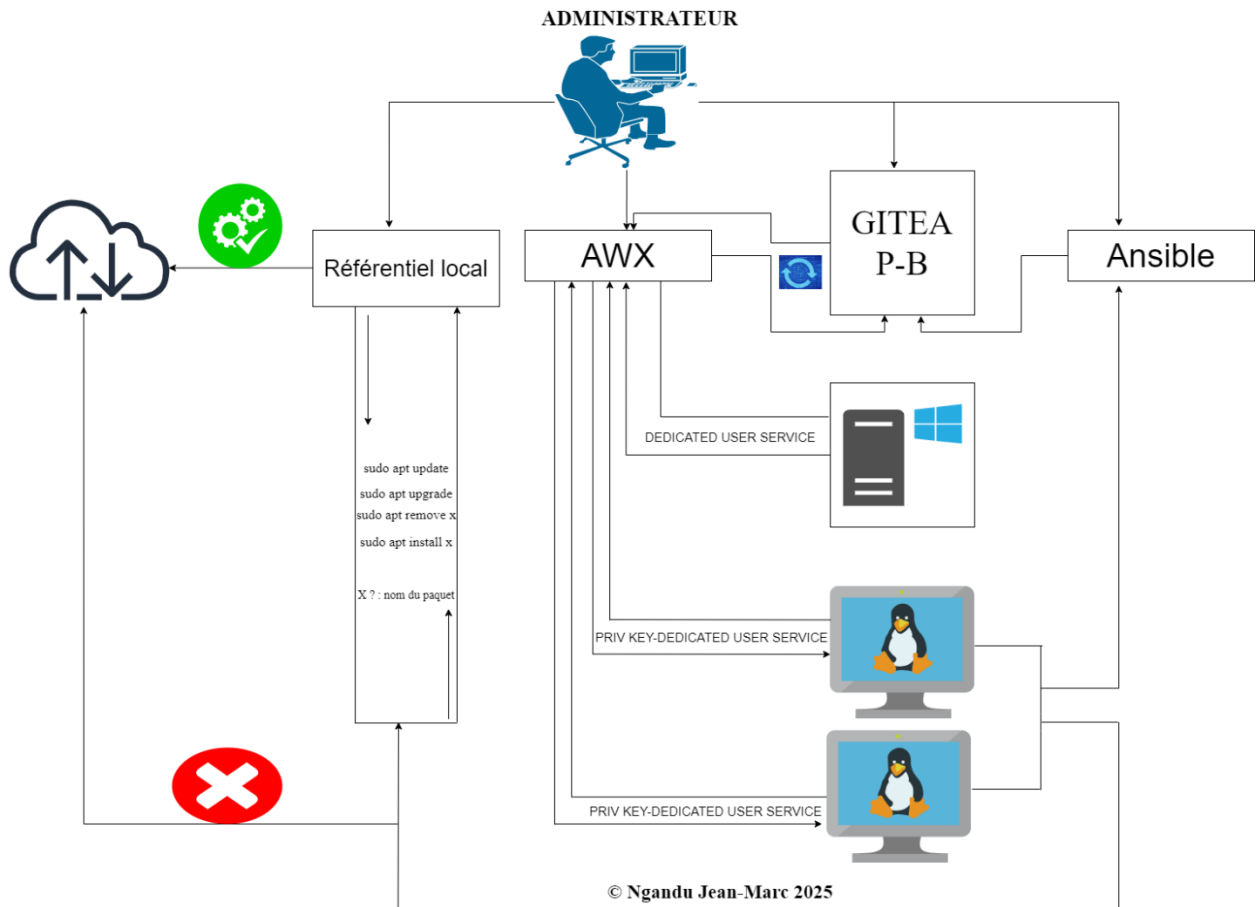 ADMINISTRATEUR
Référentiel local
AWX
GITEA
P-B
Ansible
DEDICATED USER SERVICE
sudo apt update
sudo apt upgrade
sudo apt remove x
sudo apt install x
X ? : nom du paquet
PRIV KEY-DEDICATED USER SERVICE
PRIV KEY-DEDICATED USER SERVICE
© Ngandu Jean-Marc 2025